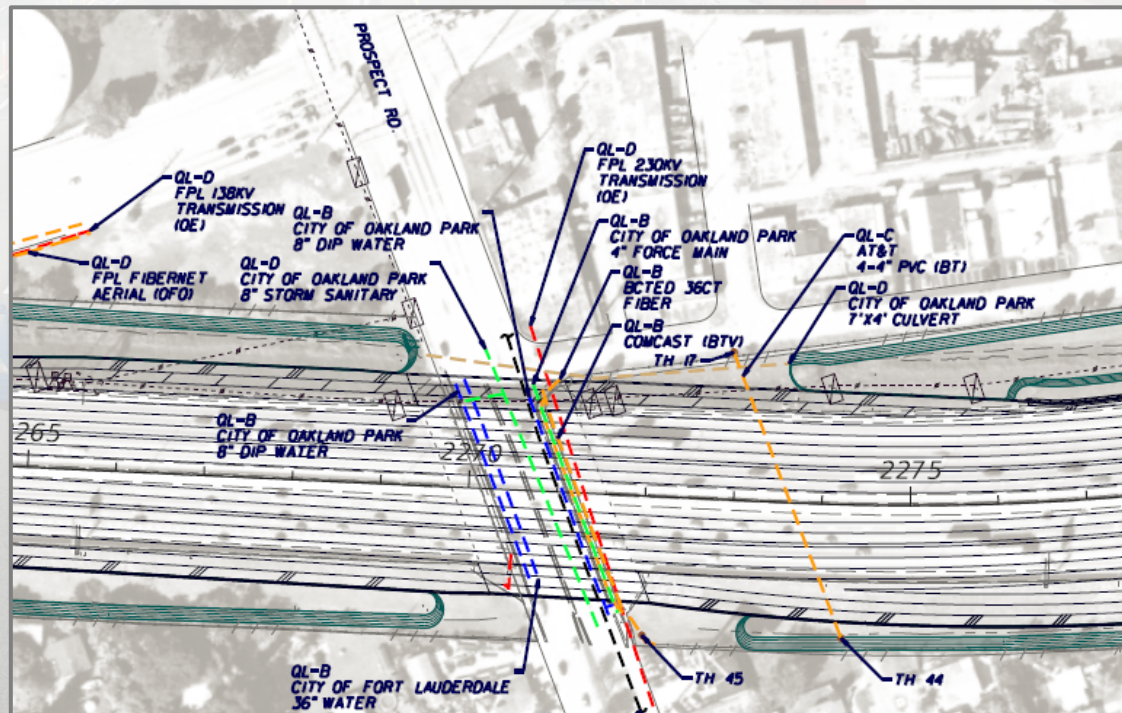 PROSPECT RD.
QL-D
FPL 138KV
TRANSMISSION
(OE)
QL-B
CITY OF OAKLAND PARK
8" DIP WATER
QL-D
FPL 230KV
TRANSMISSION
(OE)
QL-B
CITY OF OAKLAND PARK
4" FORCE MAIN
QL-C
AT&T
4-4" PVC (BT)
QL-D
FPL FIBERNET
AERIAL (OFO)
QL-D
CITY OF OAKLAND PARK
8" STORM SANITARY
QL-B
BCTED 36CT
FIBER
QL-D
CITY OF OAKLAND PARK
7'X4' CULVERT
QL-B
COMCAST (BTV)
TH 17
QL-B
CITY OF OAKLAND PARK
8" DIP WATER
265
2270
2275
QL-B
CITY OF FORT LAUDERDALE
36" WATER
TH 45
TH 44